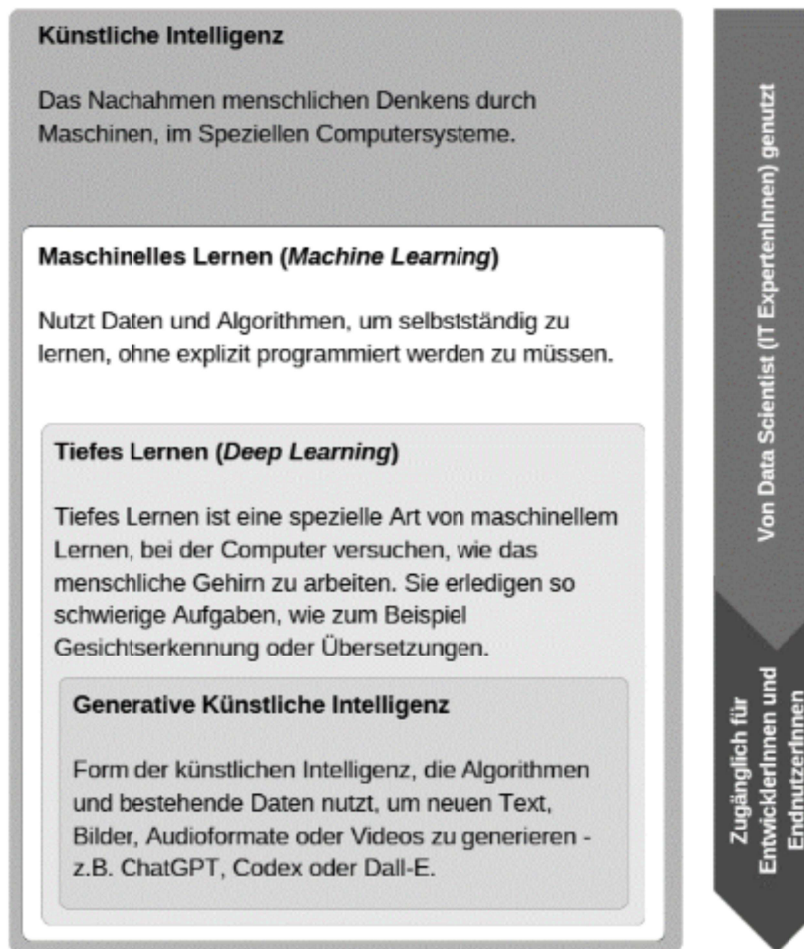 Künstliche Intelligenz
Das Nachahmen menschlichen Denkens durch
Maschinen, im Speziellen Computersysteme.
Maschinelles Lernen (Machine Learning)
Nutzt Daten und Algorithmen, um selbstständig zu
lernen, ohne explizit programmiert werden zu müssen.
Tiefes Lernen (Deep Learning)
Tiefes Lernen ist eine spezielle Art von maschinellem
Lernen, bei der Computer versuchen, wie das
menschliche Gehirn zu arbeiten. Sie erledigen so
schwierige Aufgaben, wie zum Beispiel
Gesichtserkennung oder Übersetzungen.
Generative Künstliche Intelligenz
Form der künstlichen Intelligenz, die Algorithmen
und bestehende Daten nutzt, um neuen Text,
Bilder, Audioformate oder Videos zu generieren -
z.B. ChatGPT, Codex oder Dall-E.
Von Data Scientist (IT ExpertenInnen) genutzt
Zugänglich für
EntwicklerInnen und
EndnutzerInnen